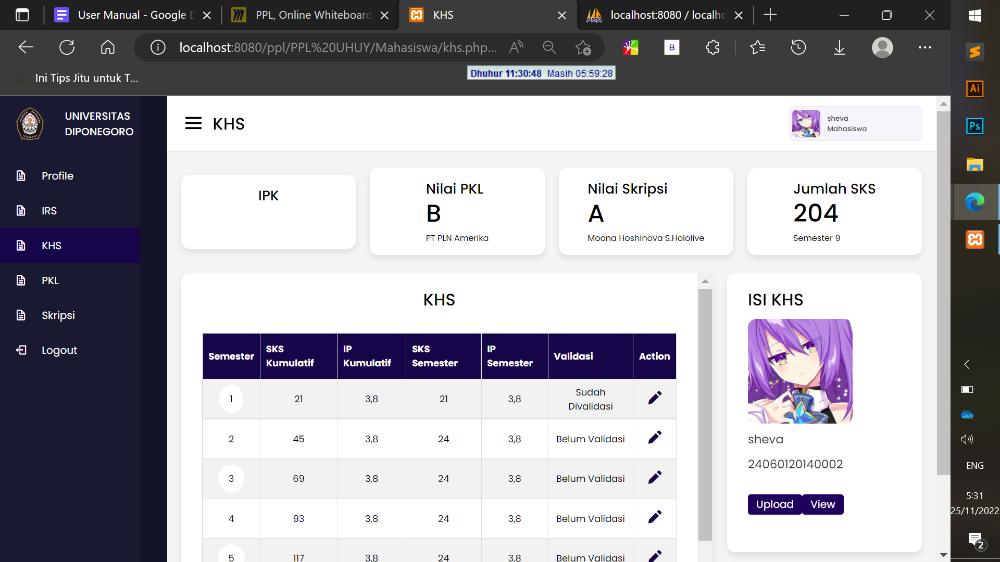 User Manual - Google D
PPL, Online Whiteboard
KHS
localhost:8080 / localho
localhost:8080/ppl/PPL%20UHUY/Mahasiswa/khs.php...
B
Ini Tips Jitu untuk T...
Dhuhur 11:30:48 Masih 05:59:28
UNIVERSITAS
DIPONEGORO
Profile
IRS
KHS
PKL
Skripsi
Logout
KHS
sheva
Mahasiswa
IPK
Nilai PKL
B
PT PLN Amerika
Nilai Skripsi
A
Moona Hoshinova S.Hololive
Jumlah SKS
204
Semester 9
KHS
Semester SKS Kumulatif IP Kumulatif SKS Semester IP Semester Validasi Action
1 21 3,8 21 3,8 Sudah Divalidasi
2 45 3,8 24 3,8 Belum Validasi
3 69 3,8 24 3,8 Belum Validasi
4 93 3,8 24 3,8 Belum Validasi
5 117 3,8 24 3,8 Belum Validasi
ISI KHS
sheva
24060120140002
Upload View
Ai
Ps
ENG
5:31
25/11/2022
2